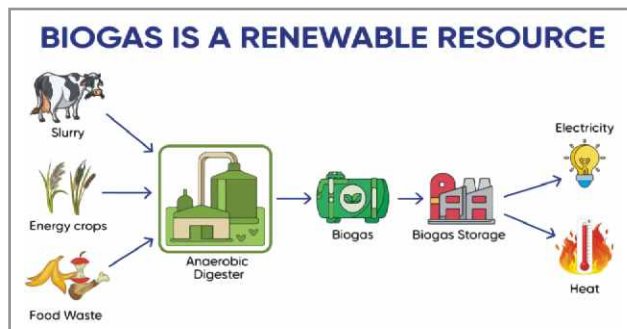 BIOGAS IS A RENEWABLE RESOURCE
Slurry
Energy crops
Food Waste
Anaerobic
Digester
Biogas
Biogas Storage
Electricity
Heat